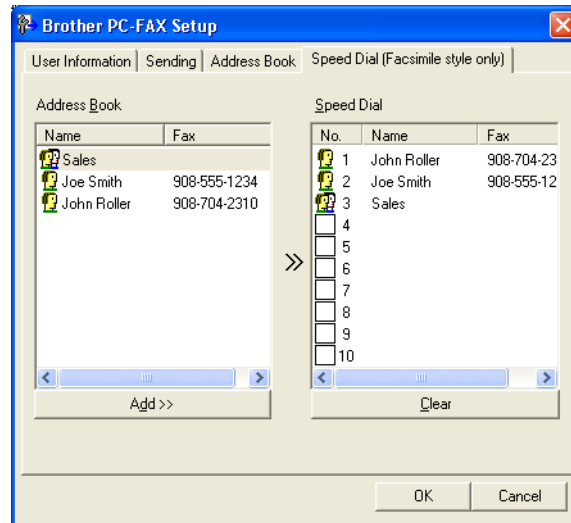 Brother PC-FAX Setup
User Information Sending Address Book Speed Dial (Facsimile style only)
Address Book Speed Dial
Name Fax No. Name Fax
Sales 1 John Roller 908-704-23
Joe Smith 908-555-1234 2 Joe Smith 908-555-12
John Roller 908-704-2310 3 Sales
4
5
6
7
8
9
10
Add >> Clear
OK Cancel